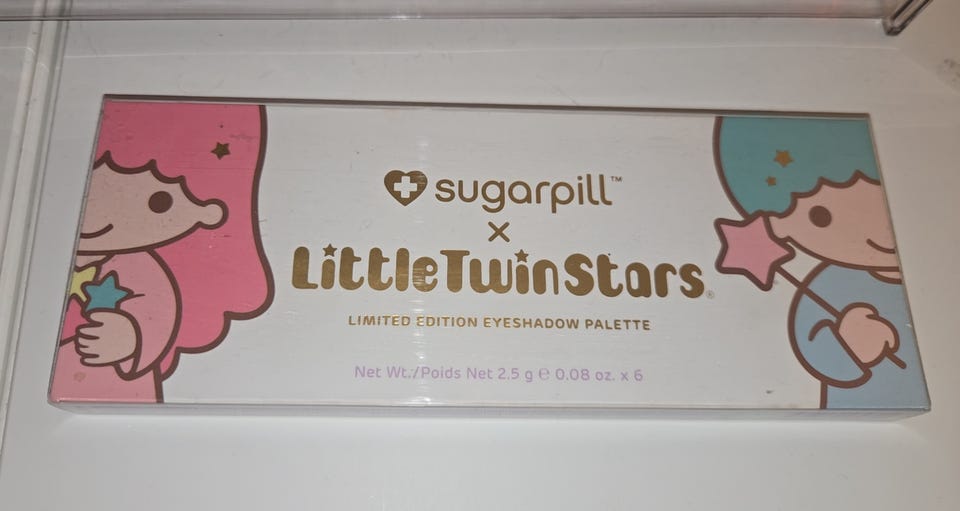 sugarpill™
×
LittleTwinStars®
LIMITED EDITION EYESHADOW PALETTE
Net Wt./Poids Net 2.5 g ℮ 0.08 oz. x 6